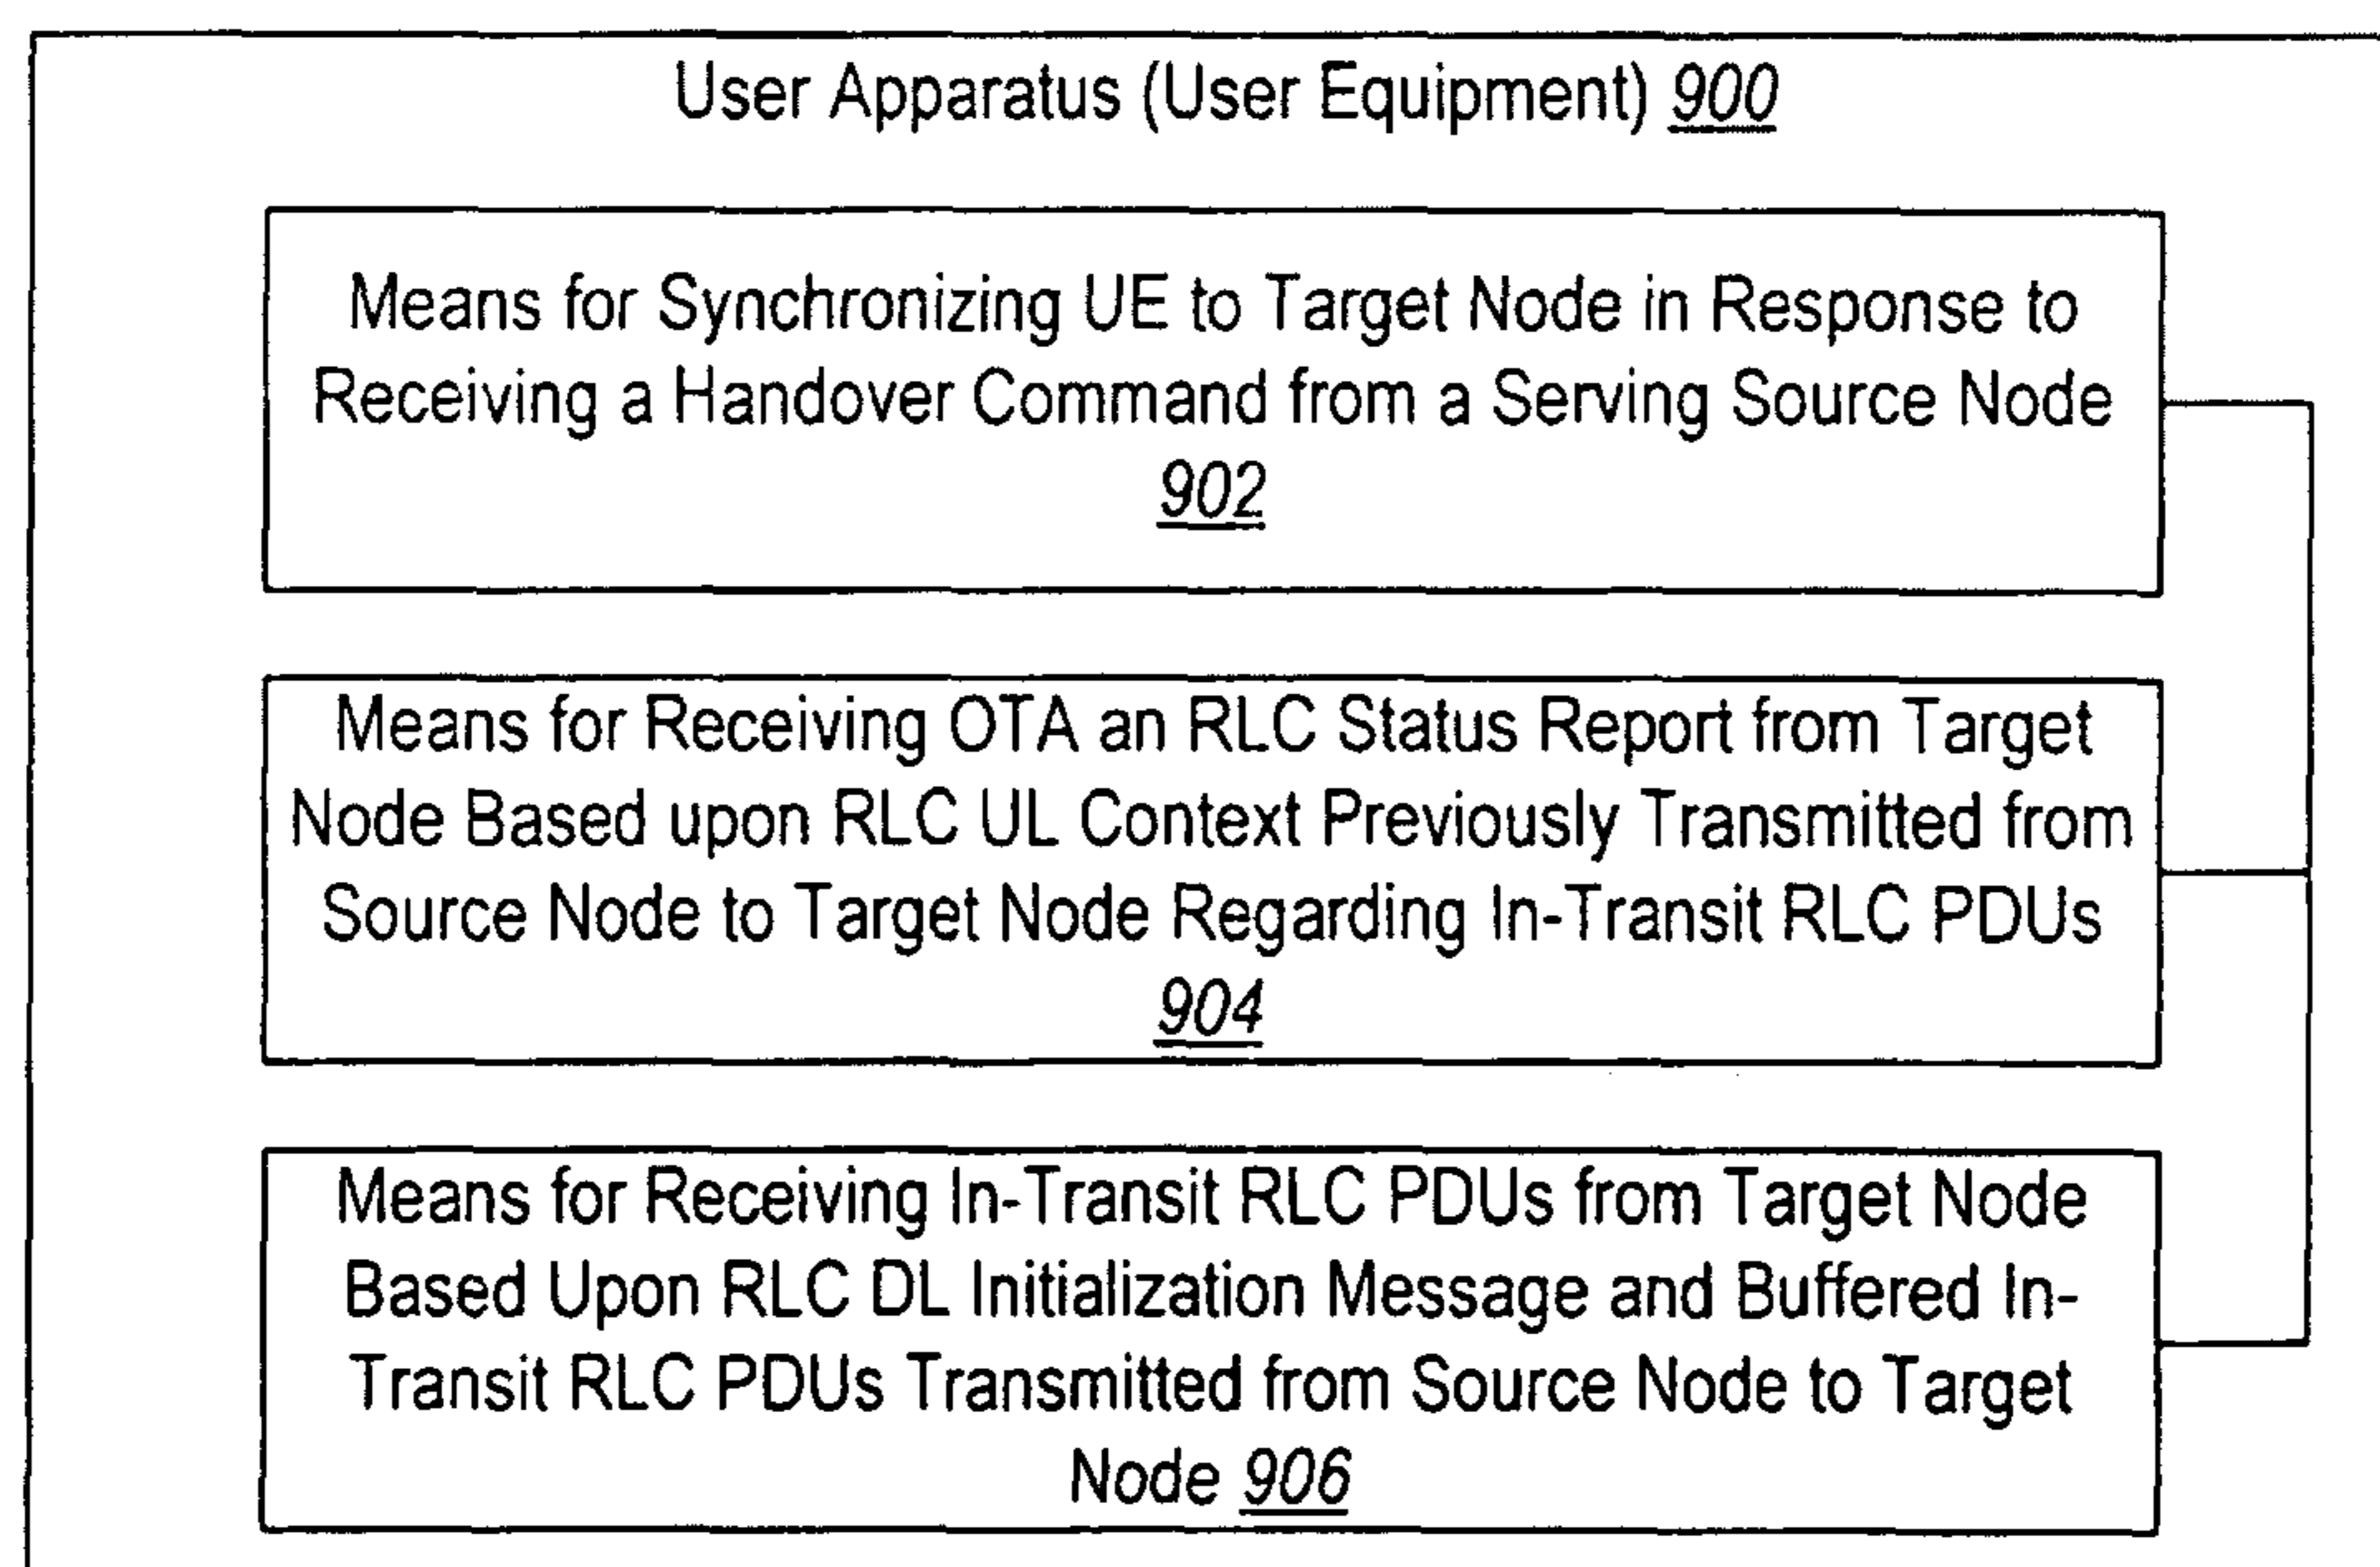 User Apparatus (User Equipment) 900
Means for Synchronizing UE to Target Node in Response to
Receiving a Handover Command from a Serving Source Node
902
Means for Receiving OTA an RLC Status Report from Target
Node Based upon RLC UL Context Previously Transmitted from
Source Node to Target Node Regarding In-Transit RLC PDUs
904
Means for Receiving In-Transit RLC PDUs from Target Node
Based Upon RLC DL Initialization Message and Buffered In-
Transit RLC PDUs Transmitted from Source Node to Target
Node 906